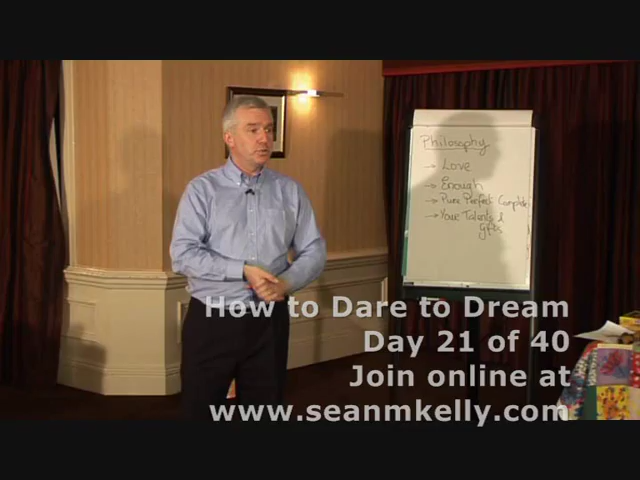 Philosophy
→ Love
→ Enough
→ Pure Perfect Complete
→ Your Talents &
Gifts
How to Dare to Dream
Day 21 of 40
Join online at
www.seanmkelly.com